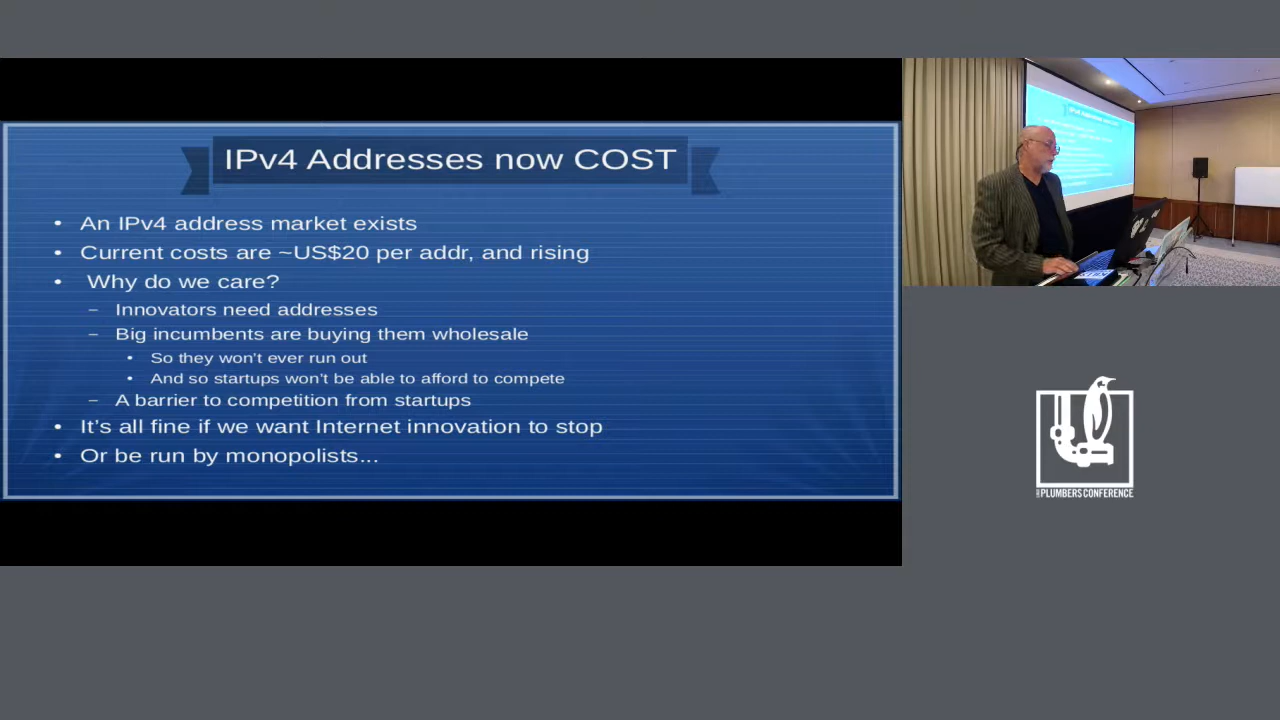 IPv4 Addresses now COST
• An IPv4 address market exists
• Current costs are ~US$20 per addr, and rising
• Why do we care?
– Innovators need addresses
– Big incumbents are buying them wholesale
• So they won't ever run out
• And so startups won't be able to afford to compete
– A barrier to competition from startups
• It's all fine if we want Internet innovation to stop
• Or be run by monopolists...
PLUMBERS CONFERENCE